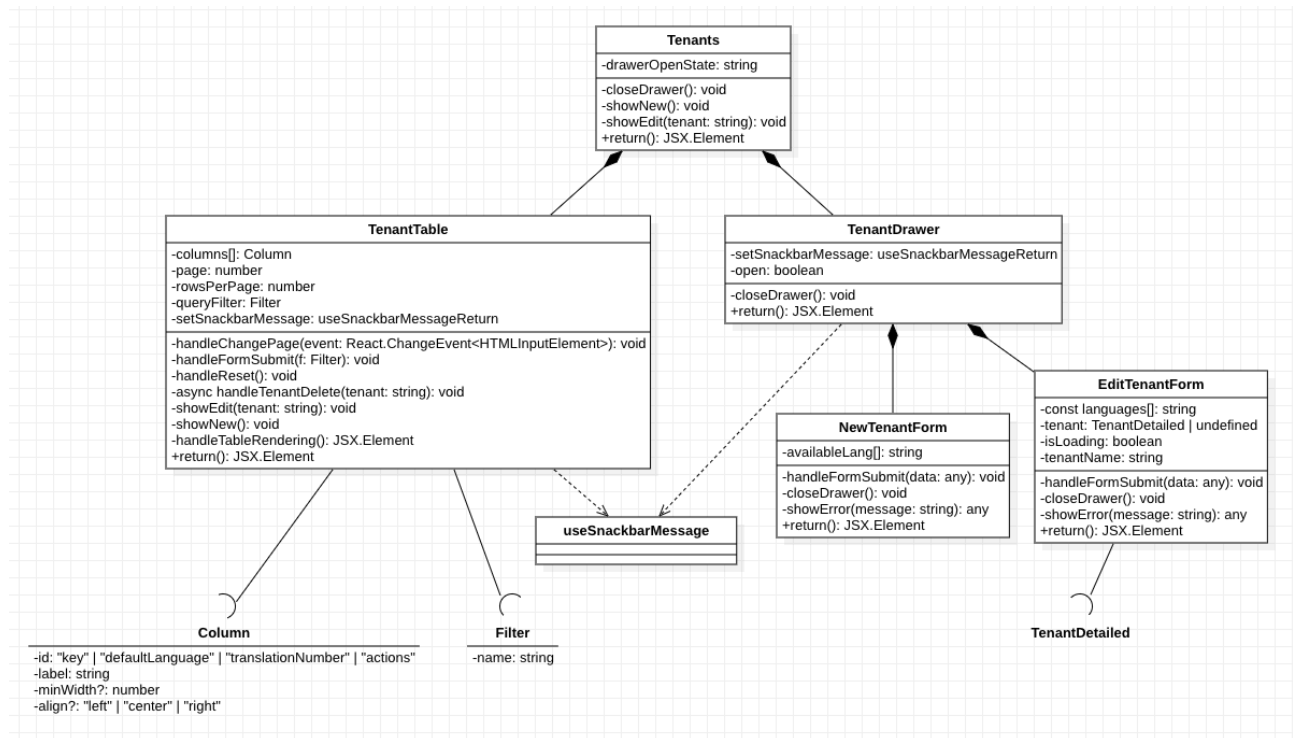 Tenants
-drawerOpenState: string
-closeDrawer(): void
-showNew(): void
-showEdit(tenant: string): void
+return(): JSX.Element
TenantTable
-columns[]: Column
-page: number
-rowsPerPage: number
-queryFilter: Filter
-setSnackbarMessage: useSnackbarMessageReturn
-handleChangePage(event: React.ChangeEvent<HTMLInputElement>): void
-handleFormSubmit(f: Filter): void
-handleReset(): void
-async handleTenantDelete(tenant: string): void
-showEdit(tenant: string): void
-showNew(): void
-handleTableRendering(): JSX.Element
+return(): JSX.Element
TenantDrawer
-setSnackbarMessage: useSnackbarMessageReturn
-open: boolean
-closeDrawer(): void
+return(): JSX.Element
NewTenantForm
-availableLang[]: string
-handleFormSubmit(data: any): void
-closeDrawer(): void
-showError(message: string): any
+return(): JSX.Element
EditTenantForm
-const languages[]: string
-tenant: TenantDetailed | undefined
-isLoading: boolean
-tenantName: string
-handleFormSubmit(data: any): void
-closeDrawer(): void
-showError(message: string): any
+return(): JSX.Element
useSnackbarMessage
Column
-id: "key" | "defaultLanguage" | "translationNumber" | "actions"
-label: string
-minWidth?: number
-align?: "left" | "center" | "right"
Filter
-name: string
TenantDetailed